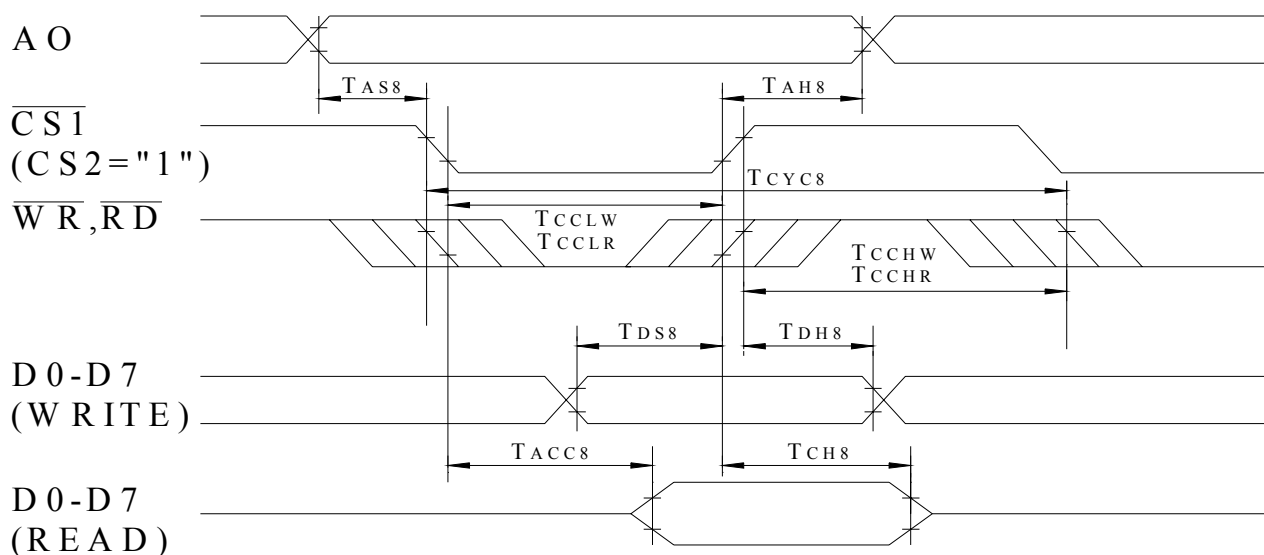 AO
TAS8
TAH8
CS1
(CS2="1")
TCYC8
WR,RD
TCCLW
TCCLR
TCCHW
TCCHR
TDS8
TDH8
D0-D7
(WRITE)
TACC8
TCH8
D0-D7
(READ)